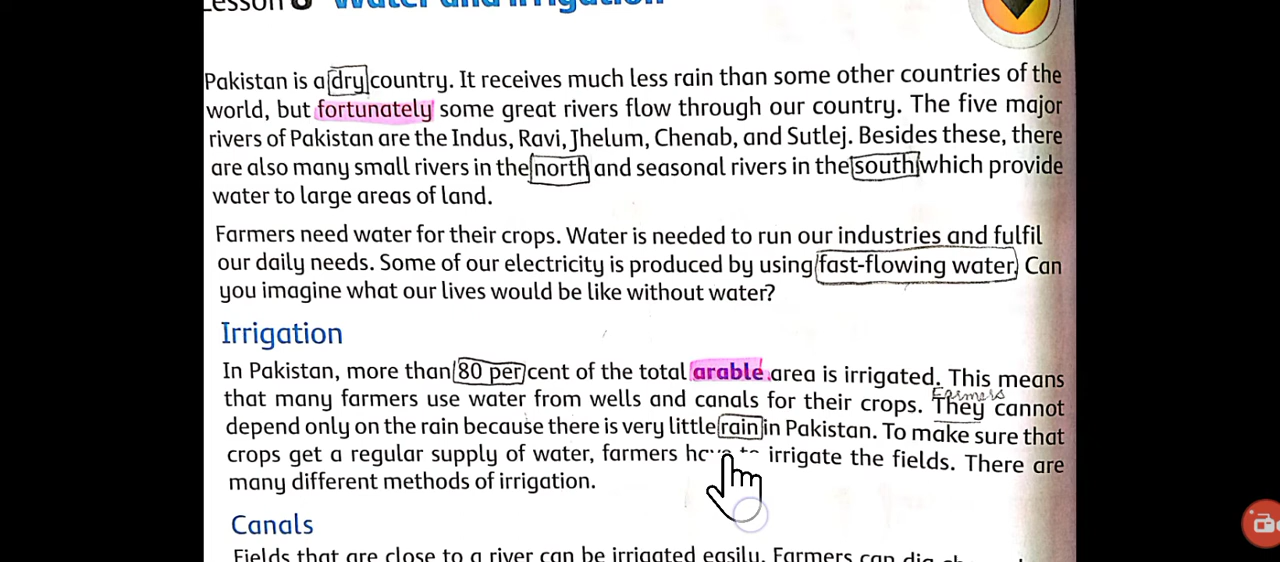 Lesson 8 Water and Irrigation
Pakistan is a dry country. It receives much less rain than some other countries of the
world, but fortunately some great rivers flow through our country. The five major
rivers of Pakistan are the Indus, Ravi, Jhelum, Chenab, and Sutlej. Besides these, there
are also many small rivers in the north and seasonal rivers in the south which provide
water to large areas of land.
Farmers need water for their crops. Water is needed to run our industries and fulfil
our daily needs. Some of our electricity is produced by using fast-flowing water. Can
you imagine what our lives would be like without water?
Irrigation
In Pakistan, more than 80 per cent of the total arable area is irrigated. This means
that many farmers use water from wells and canals for their crops. They cannot
Farmers
depend only on the rain because there is very little rain in Pakistan. To make sure that
crops get a regular supply of water, farmers have to irrigate the fields. There are
many different methods of irrigation.
Canals
Fields that are close to a river can be irrigated easily. Farmers can dig